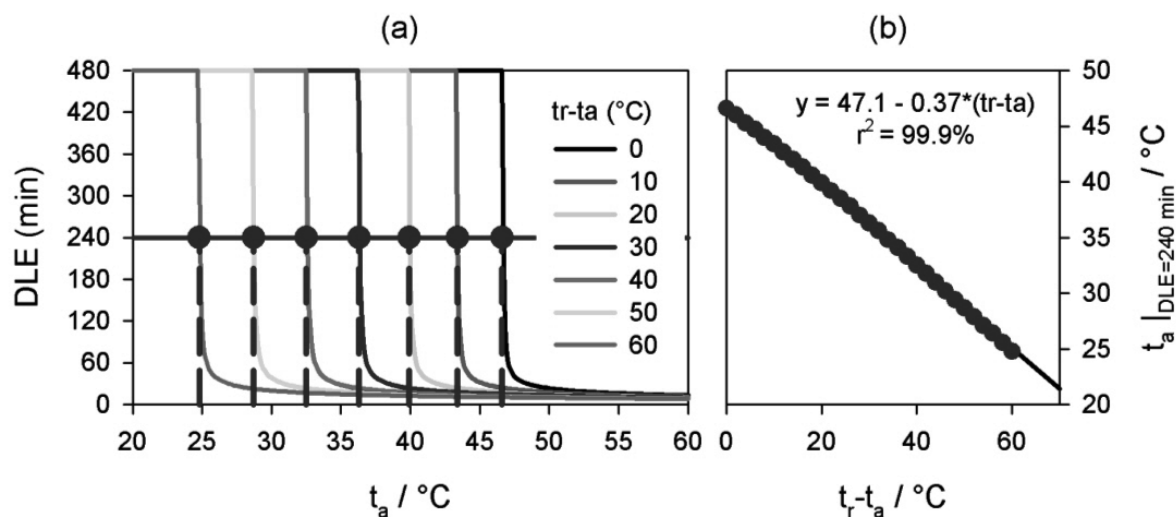 (a)
480
420
360
300
240
180
120
60
0
DLE (min)
20 25 30 35 40 45 50 55 60
t_a / °C
tr-ta (°C)
0
10
20
30
40
50
60
(b)
y = 47.1 - 0.37*(tr-ta)
r² = 99.9%
50
45
40
35
30
25
20
t_a |_DLE=240 min / °C
0 20 40 60
t_r-t_a / °C